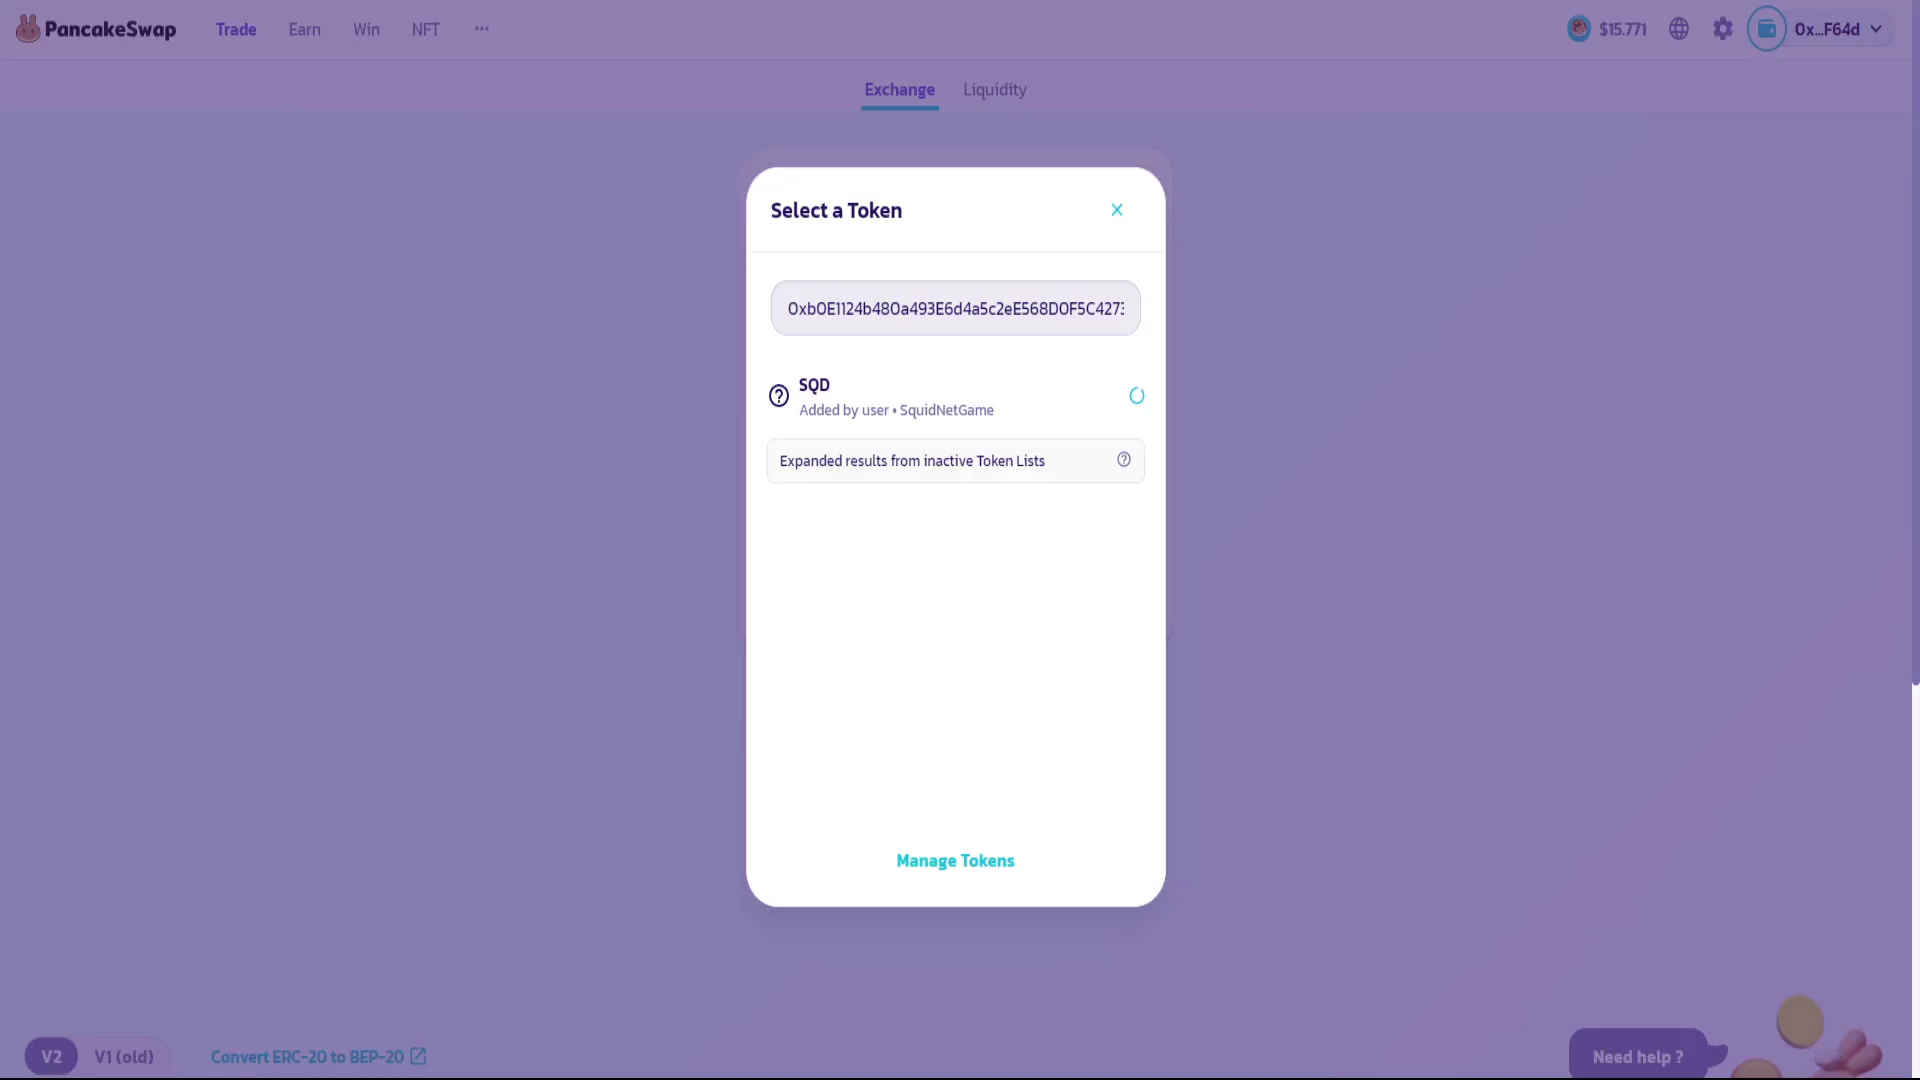 PancakeSwap
Trade Earn Win NFT ...
$15.771
0x...F64d
Exchange Liquidity
Select a Token
0xb0E1124b480a493E6d4a5c2eE568D0F5C4273
SQD
Added by user • SquidNetGame
Expanded results from inactive Token Lists
Manage Tokens
V2 V1 (old) Convert ERC-20 to BEP-20
Need help ?